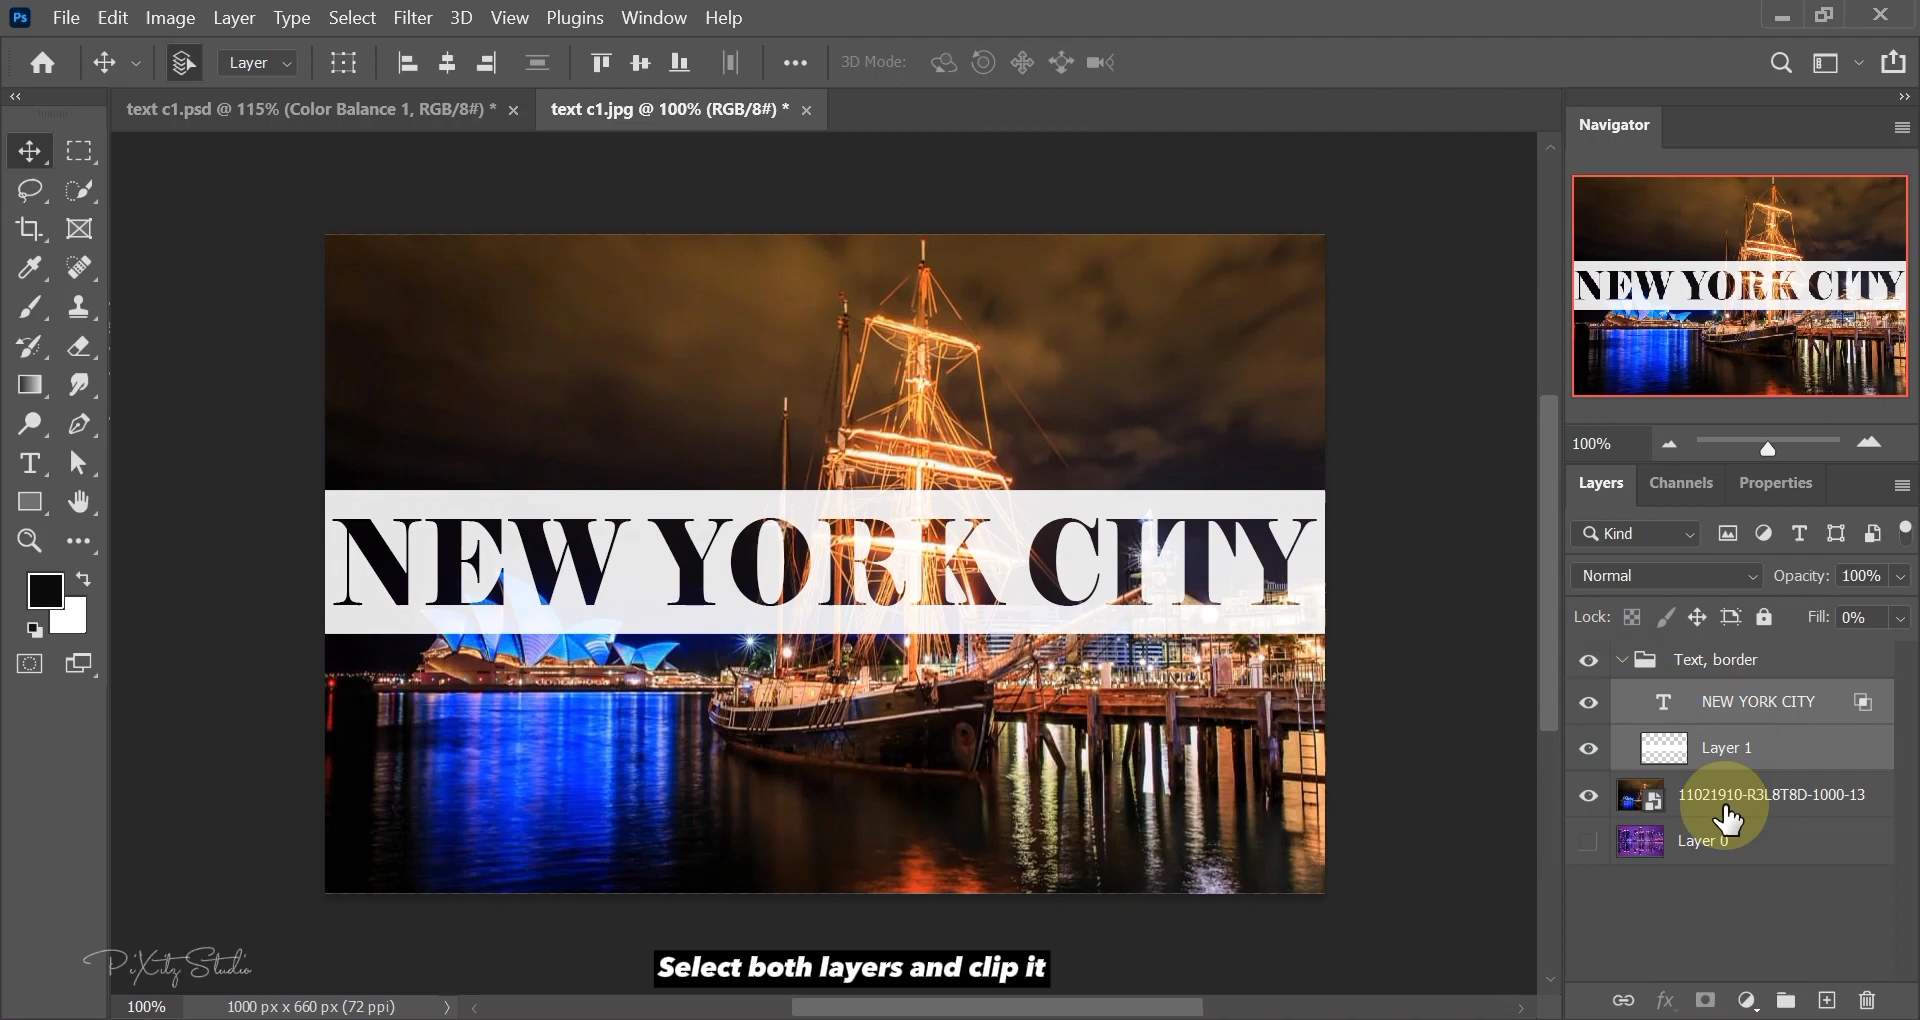 Ps File Edit Image Layer Type Select Filter 3D View Plugins Window Help
Layer 3D Mode:
text c1.psd @ 115% (Color Balance 1, RGB/8#) * text c1.jpg @ 100% (RGB/8#) *
Navigator
NEW YORK CITY
100%
Layers Channels Properties
Kind
Normal Opacity: 100%
Lock: Fill: 0%
Text, border
NEW YORK CITY
Layer 1
11021910-R3L8T8D-1000-13
Layer 0
NEW YORK CITY
PiXilz Studio
Select both layers and clip it
100% 1000 px x 660 px (72 ppi)